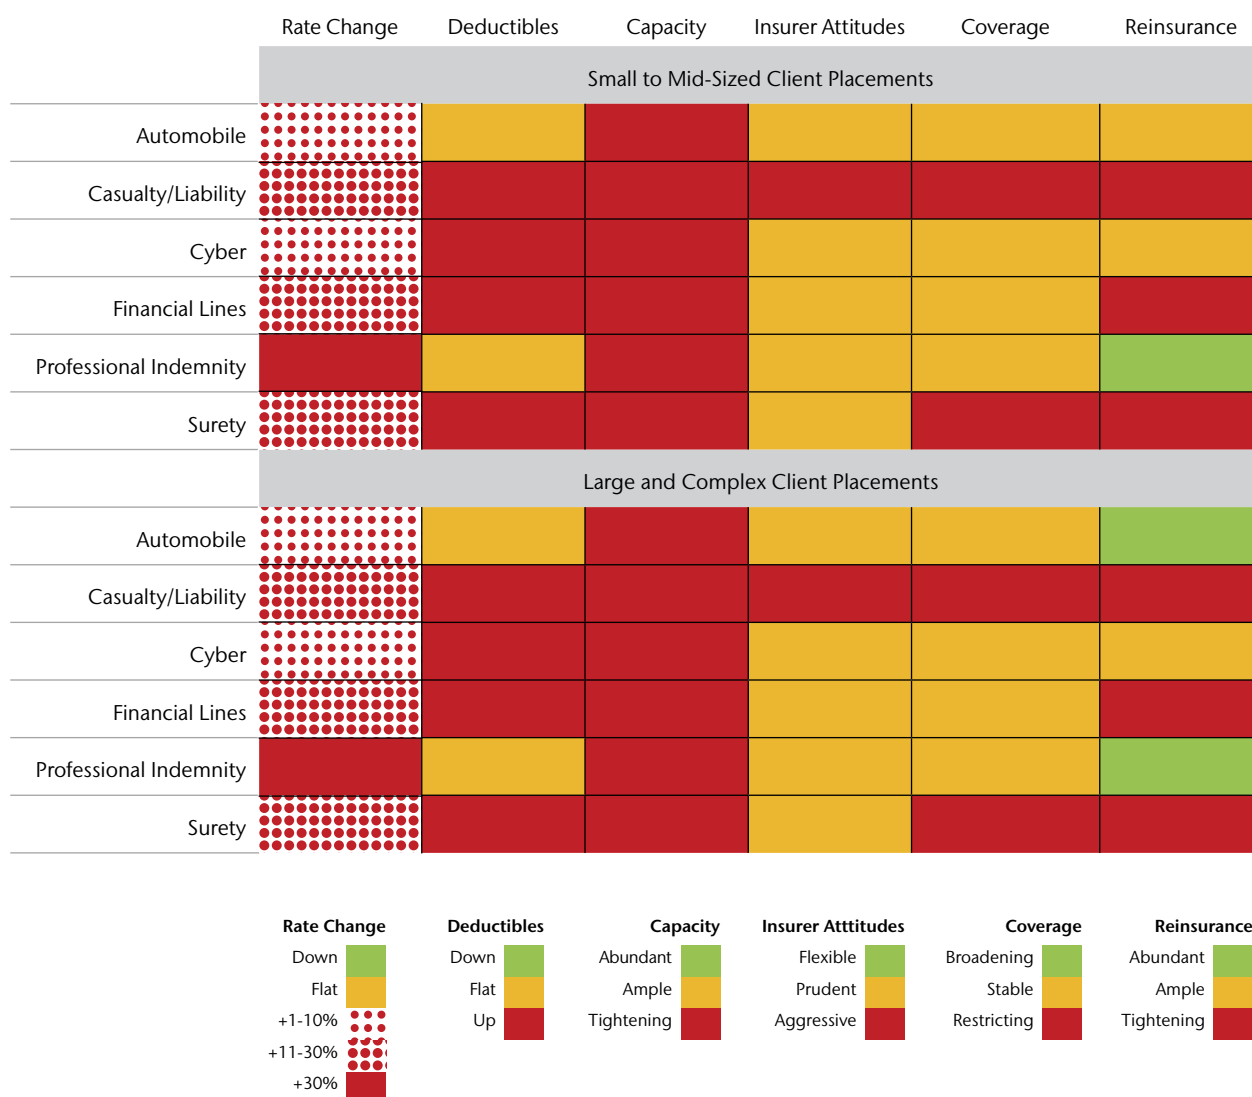 Rate Change Deductibles Capacity Insurer Attitudes Coverage Reinsurance
Small to Mid-Sized Client Placements
Automobile
Casualty/Liability
Cyber
Financial Lines
Professional Indemnity
Surety
Large and Complex Client Placements
Automobile
Casualty/Liability
Cyber
Financial Lines
Professional Indemnity
Surety
Rate Change Deductibles Capacity Insurer Atttitudes Coverage Reinsurance
Down Down Abundant Flexible Broadening Abundant
Flat Flat Ample Prudent Stable Ample
+1-10% Up Tightening Aggressive Restricting Tightening
+11-30%
+30%